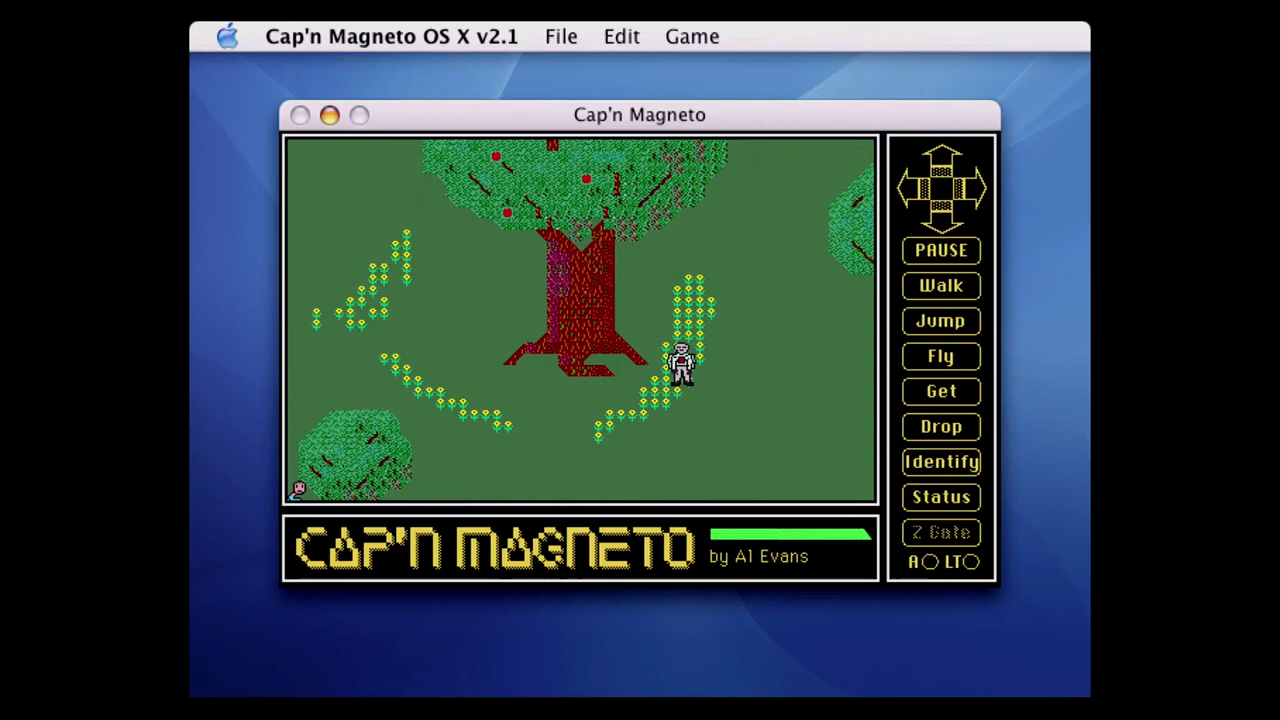 Cap'n Magneto OS X v2.1 File Edit Game
Cap'n Magneto
PAUSE
Walk
Jump
Fly
Get
Drop
Identify
Status
Z Gate
A LT
CAP'N MAGNETO
by Al Evans